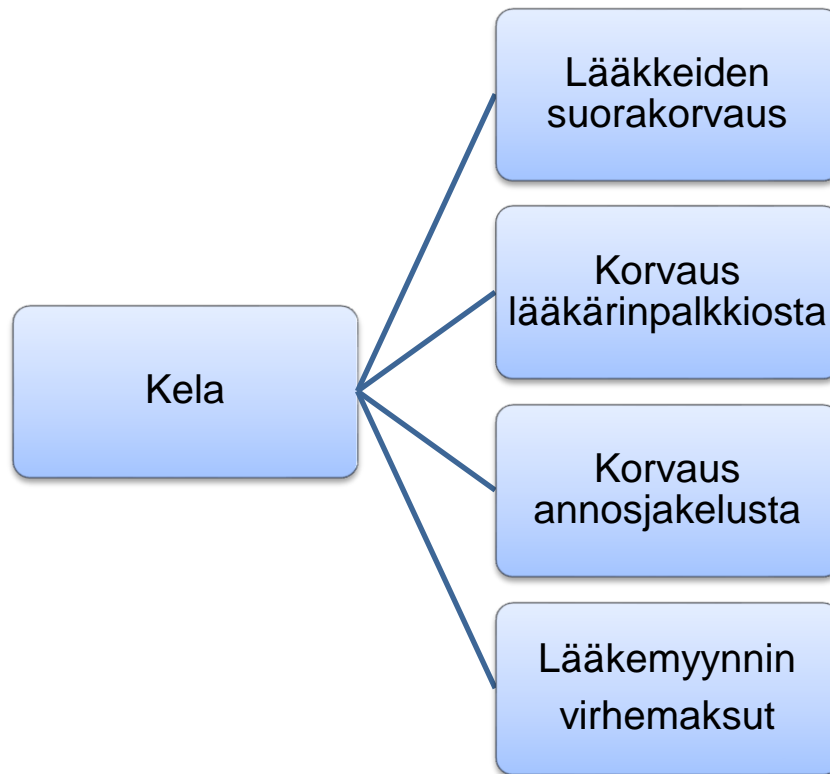 Kela
Lääkkeiden
suorakorvaus
Korvaus
lääkärinpalkkiosta
Korvaus
annosjakelusta
Lääkemyynnin
virhemaksut